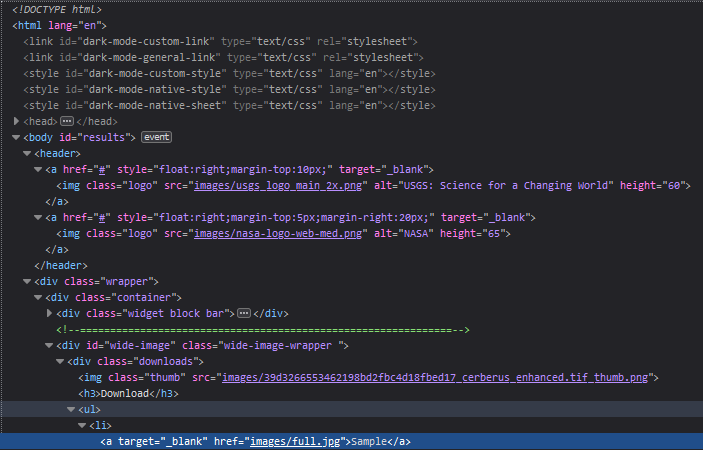 <!DOCTYPE html>
<html lang="en">
<link id="dark-mode-custom-link" type="text/css" rel="stylesheet">
<link id="dark-mode-general-link" type="text/css" rel="stylesheet">
<style id="dark-mode-custom-style" type="text/css" lang="en"></style>
<style id="dark-mode-native-style" type="text/css" lang="en"></style>
<style id="dark-mode-native-sheet" type="text/css" lang="en"></style>
<head>•••</head>
<body id="results"> event
<header>
<a href="#" style="float:right;margin-top:10px;" target="_blank">
<img class="logo" src="images/usgs_logo_main_2x.png" alt="USGS: Science for a Changing World" height="60">
</a>
<a href="#" style="float:right;margin-top:5px;margin-right:20px;" target="_blank">
<img class="logo" src="images/nasa-logo-web-med.png" alt="NASA" height="65">
</a>
</header>
<div class="wrapper">
<div class="container">
<div class="widget block bar">•••</div>
<!--==============================================================-->
<div id="wide-image" class="wide-image-wrapper ">
<div class="downloads">
<img class="thumb" src="images/39d3266553462198bd2fbc4d18fbed17_cerberus_enhanced.tif_thumb.png">
<h3>Download</h3>
<ul>
<li>
<a target="_blank" href="images/full.jpg">Sample</a>